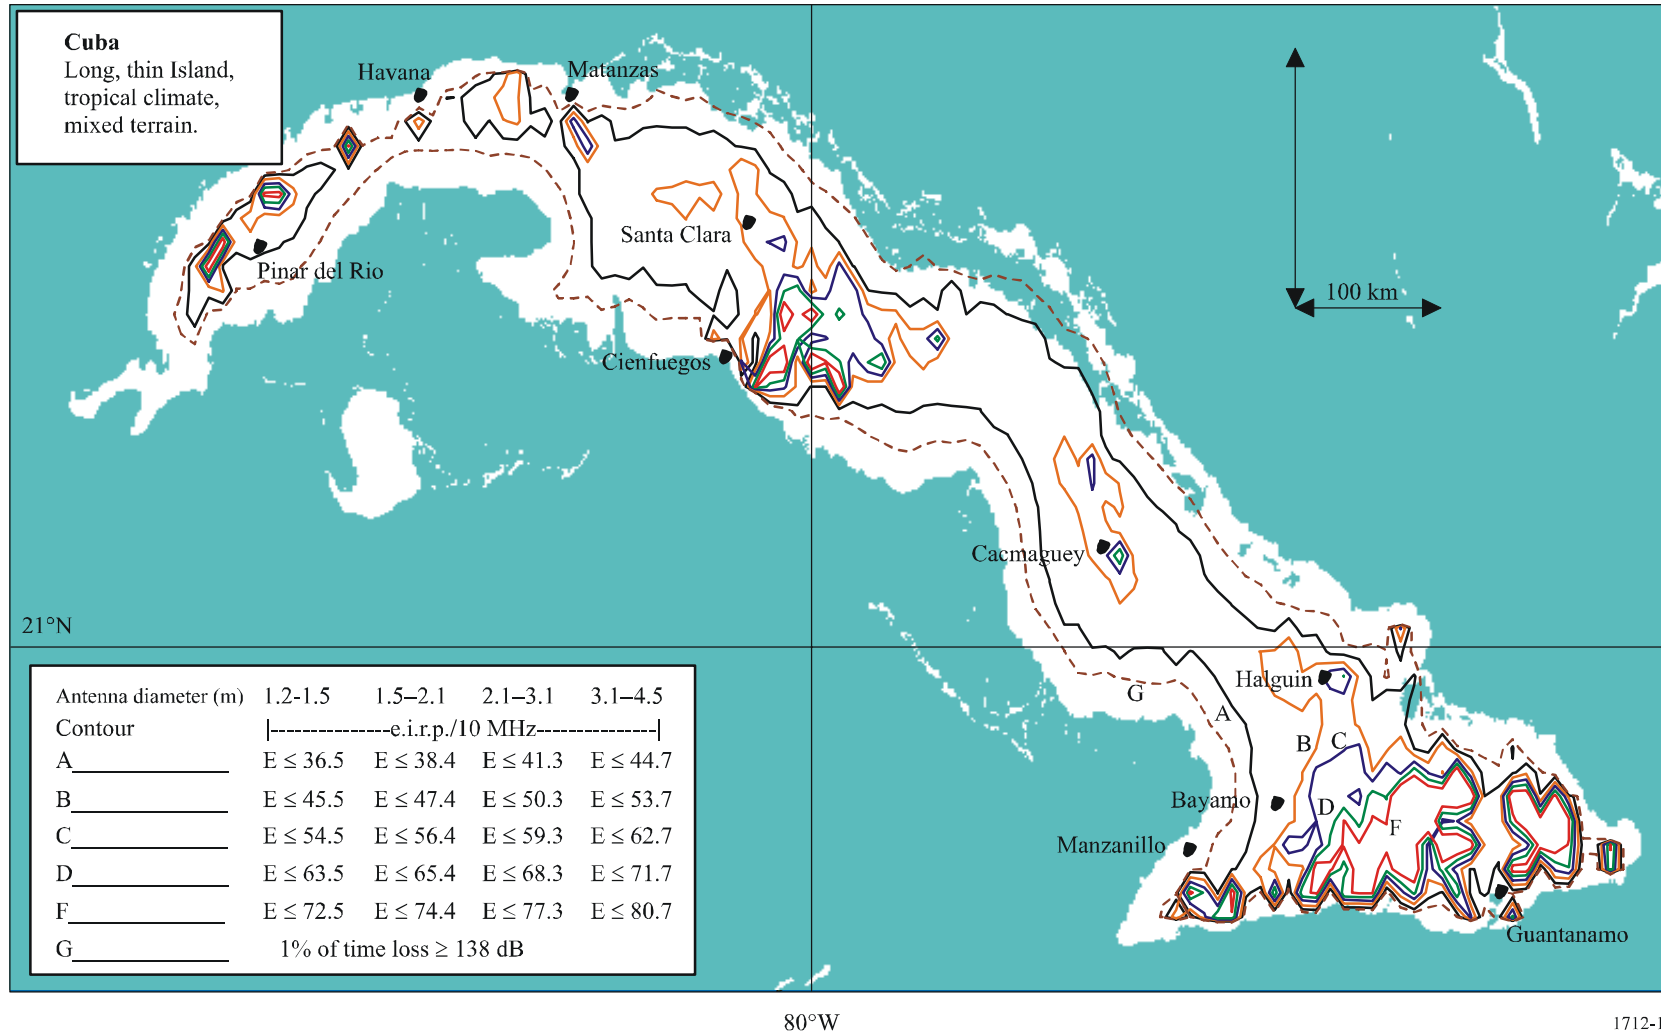 Cuba
Long, thin Island,
tropical climate,
mixed terrain.
Havana
Matanzas
Santa Clara
Pinar del Rio
100 km
Cienfuegos
Cacmaguey
21°N
Halguin
G
A
B
C
Bayamo
D
F
Manzanillo
Guantanamo
Antenna diameter (m) 1.2-1.5 1.5–2.1 2.1–3.1 3.1–4.5
Contour |----------------e.i.r.p./10 MHz----------------|
A E ≤ 36.5 E ≤ 38.4 E ≤ 41.3 E ≤ 44.7
B E ≤ 45.5 E ≤ 47.4 E ≤ 50.3 E ≤ 53.7
C E ≤ 54.5 E ≤ 56.4 E ≤ 59.3 E ≤ 62.7
D E ≤ 63.5 E ≤ 65.4 E ≤ 68.3 E ≤ 71.7
F E ≤ 72.5 E ≤ 74.4 E ≤ 77.3 E ≤ 80.7
G 1% of time loss ≥ 138 dB
80°W
1712-1